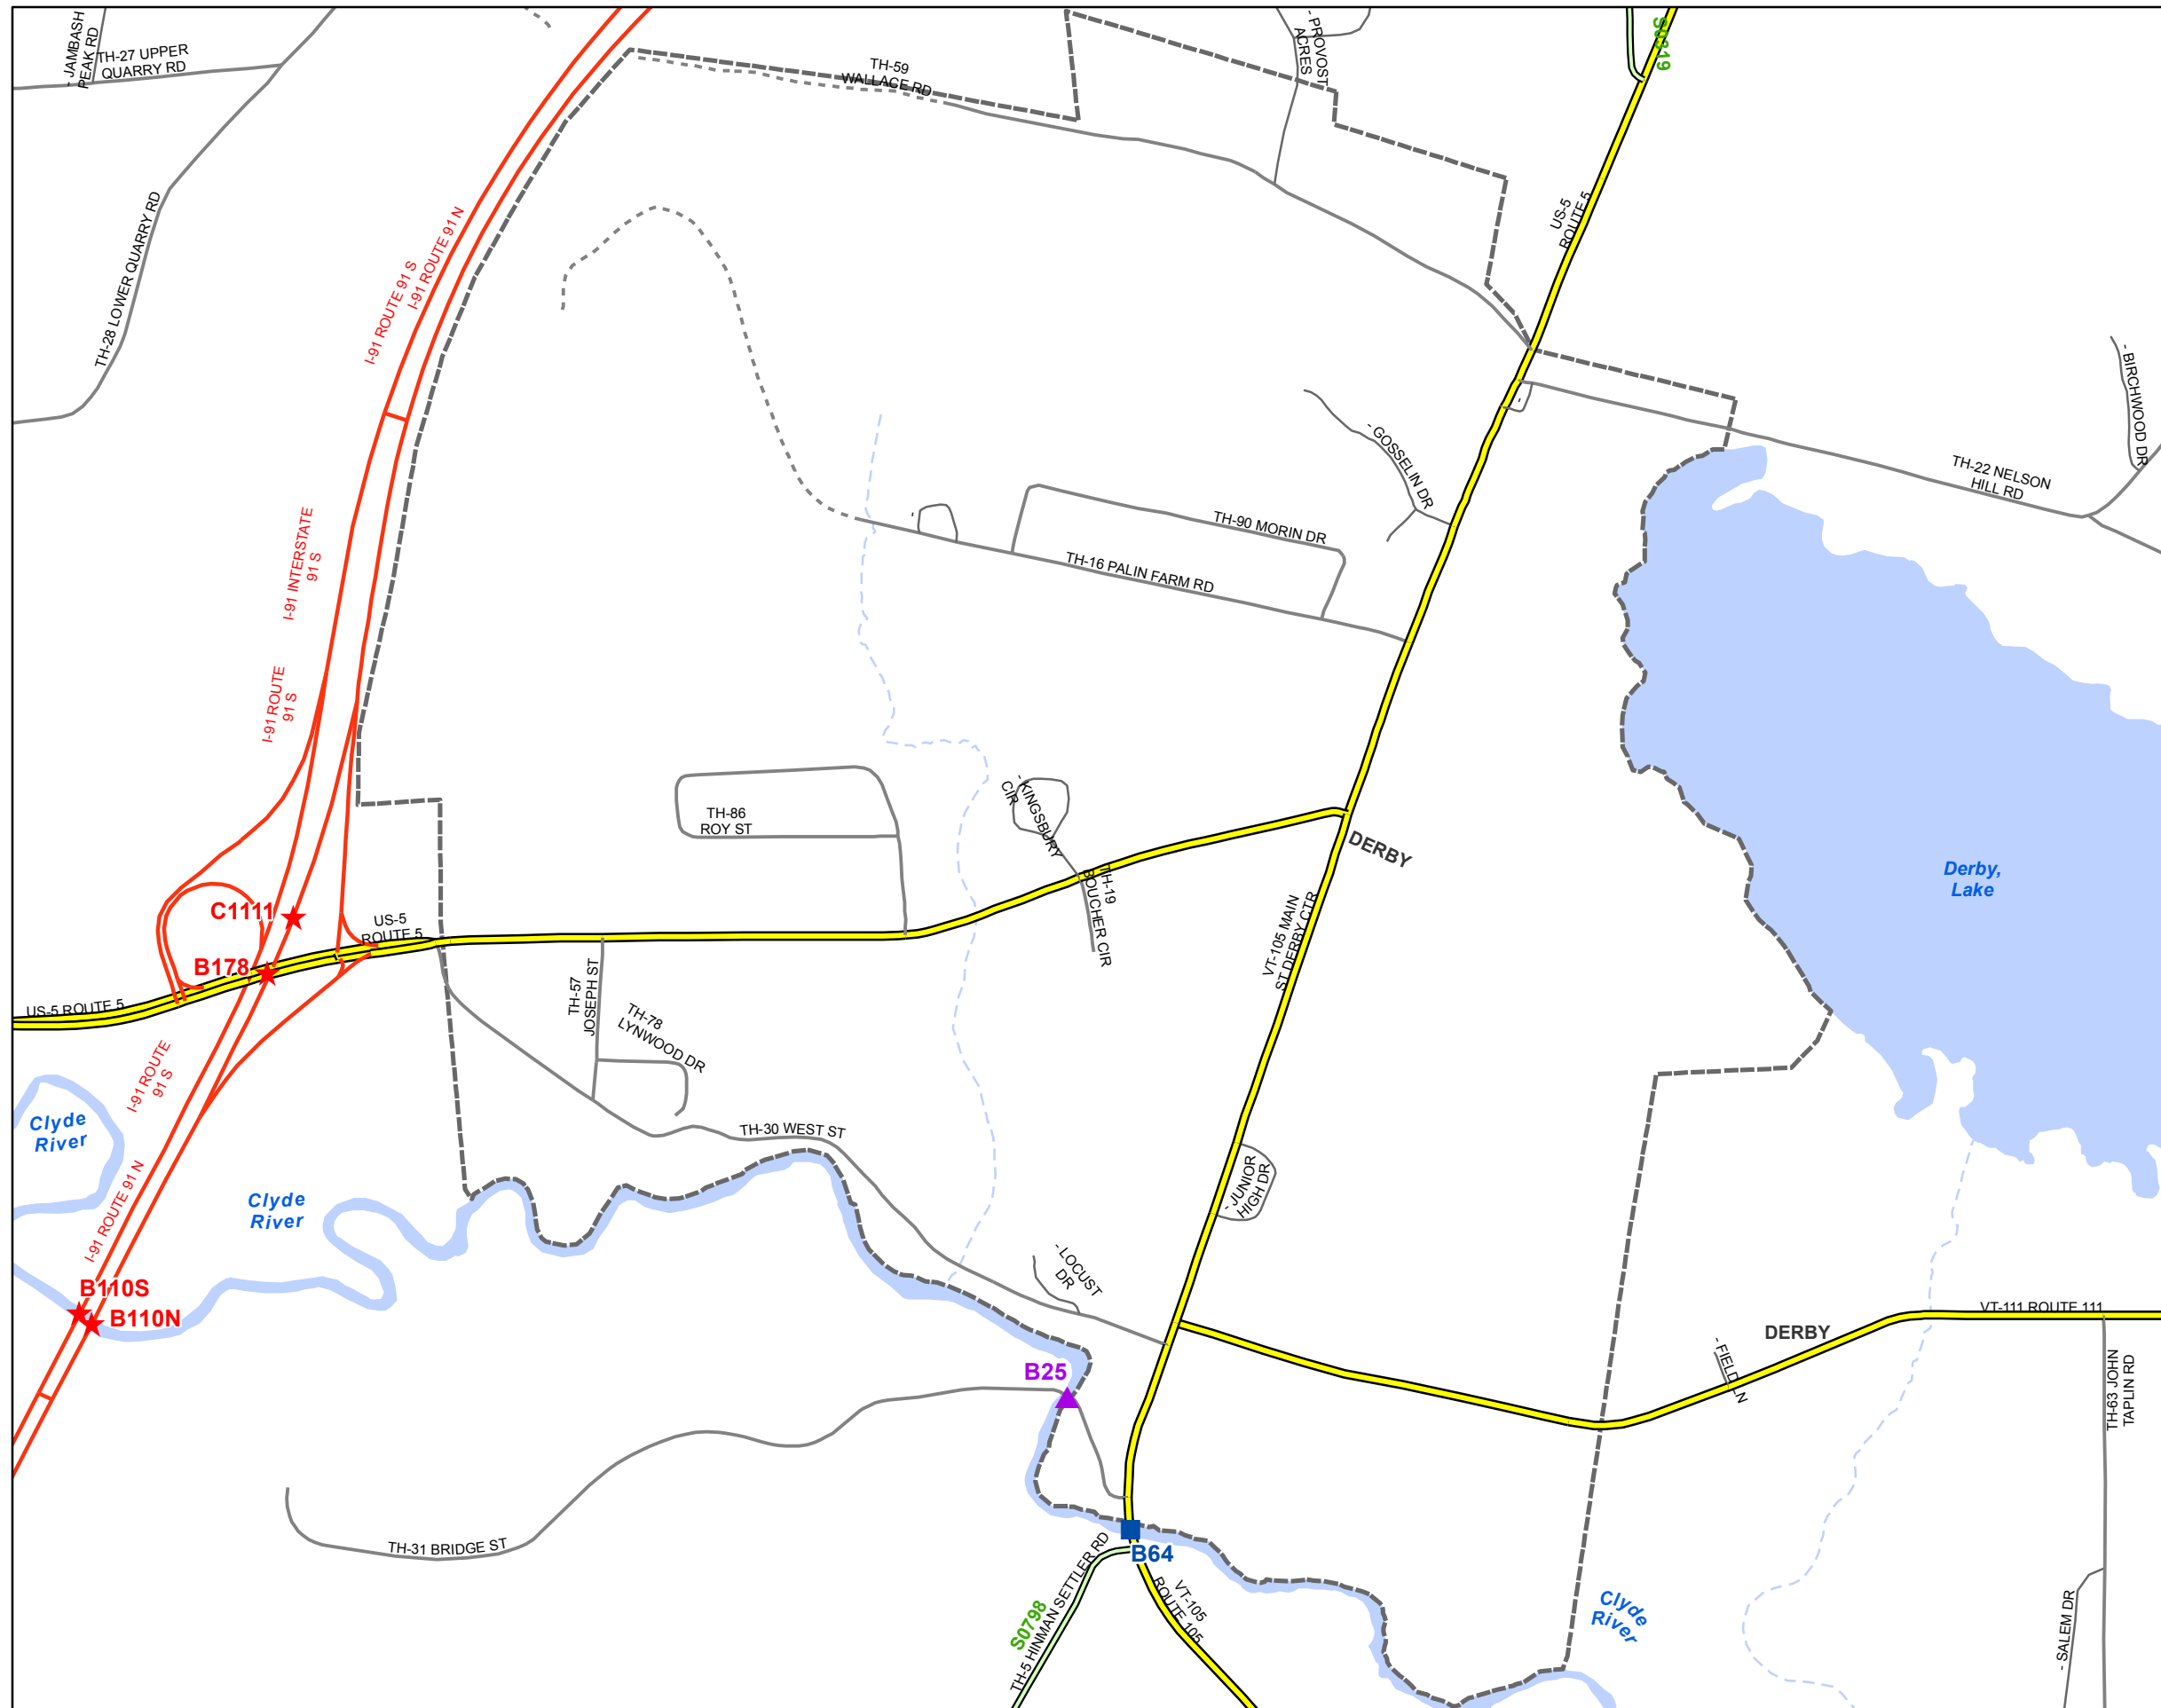 - JAMBASH
PEAK RD
TH-27 UPPER
QUARRY RD
TH-59
WALLACE RD
- PROVOST
ACRES
S0319
TH-28 LOWER QUARRY RD
I-91 ROUTE 91 S
I-91 ROUTE 91 N
US-5
ROUTE 5
- BIRCHWOOD DR
- GOSSELIN DR
-
TH-22 NELSON
HILL RD
-
TH-90 MORIN DR
TH-16 PALIN FARM RD
I-91 INTERSTATE
91 S
I-91 ROUTE
91 S
TH-86
ROY ST
- KINGSBURY
CIR
DERBY
TH-19
BOUCHER CIR
Derby,
Lake
C1111
US-5
ROUTE 5
B178
US-5 ROUTE 5
VT-105 MAIN
ST DERBY CTR
TH-57
JOSEPH ST
TH-78
LYNWOOD DR
I-91 ROUTE
91 S
Clyde
River
TH-30 WEST ST
I-91 ROUTE 91 N
Clyde
River
- JUNIOR
HIGH DR
- LOCUST
DR
B110S
B110N
VT-111 ROUTE 111
DERBY
- FIELD LN
TH-63 JOHN
TAPLIN RD
B25
TH-31 BRIDGE ST
B64
S0798
TH-5 HINMAN SETTLER RD
VT-105
ROUTE 105
Clyde
River
- SALEM DR